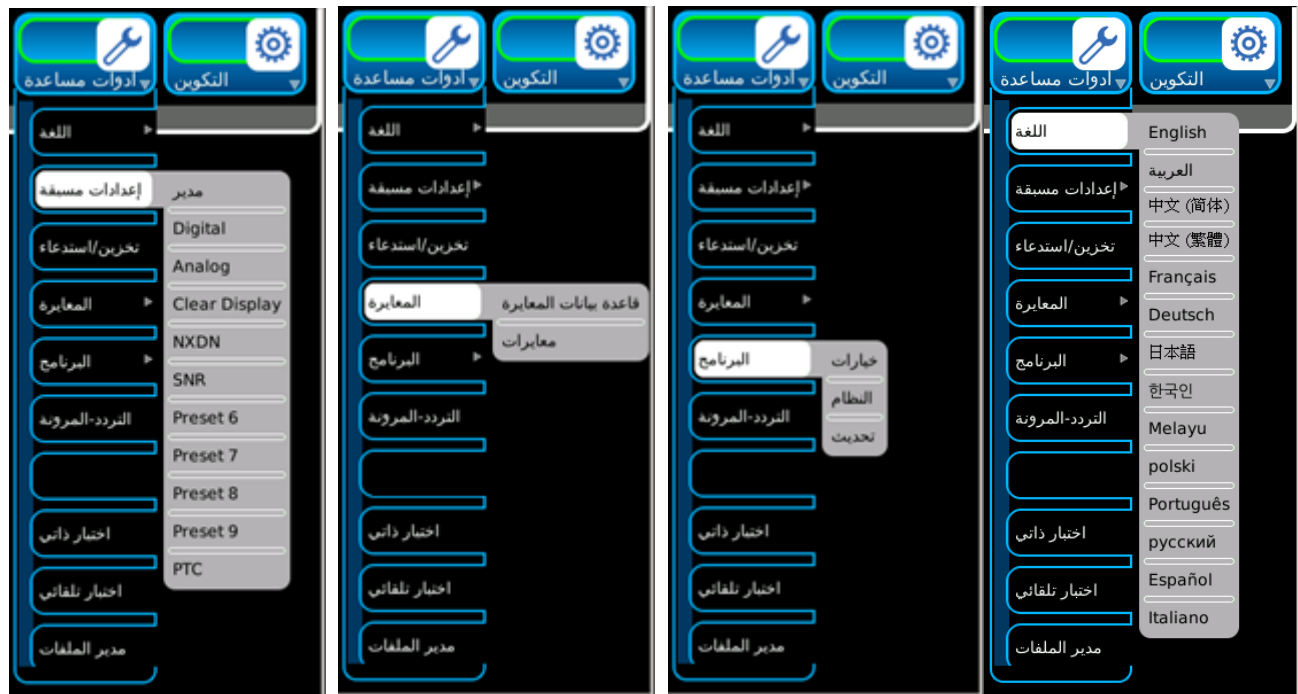 أدوات مساعدة
التكوين
اللغة
إعدادات مسبقة
تخزين/استدعاء
المعايرة
البرنامج
التردد-المرونة
اختبار ذاتي
اختبار تلقائي
مدير الملفات
مدير
Digital
Analog
Clear Display
NXDN
SNR
Preset 6
Preset 7
Preset 8
Preset 9
PTC
أدوات مساعدة
التكوين
اللغة
إعدادات مسبقة
تخزين/استدعاء
المعايرة
البرنامج
التردد-المرونة
اختبار ذاتي
اختبار تلقائي
مدير الملفات
قاعدة بيانات المعايرة
معايرات
أدوات مساعدة
التكوين
اللغة
إعدادات مسبقة
تخزين/استدعاء
المعايرة
البرنامج
التردد-المرونة
اختبار ذاتي
اختبار تلقائي
مدير الملفات
خيارات
النظام
تحديث
أدوات مساعدة
التكوين
اللغة
إعدادات مسبقة
تخزين/استدعاء
المعايرة
البرنامج
التردد-المرونة
اختبار ذاتي
اختبار تلقائي
مدير الملفات
English
العربية
中文 (简体)
中文 (繁體)
Français
Deutsch
日本語
한국인
Melayu
polski
Português
русский
Español
Italiano